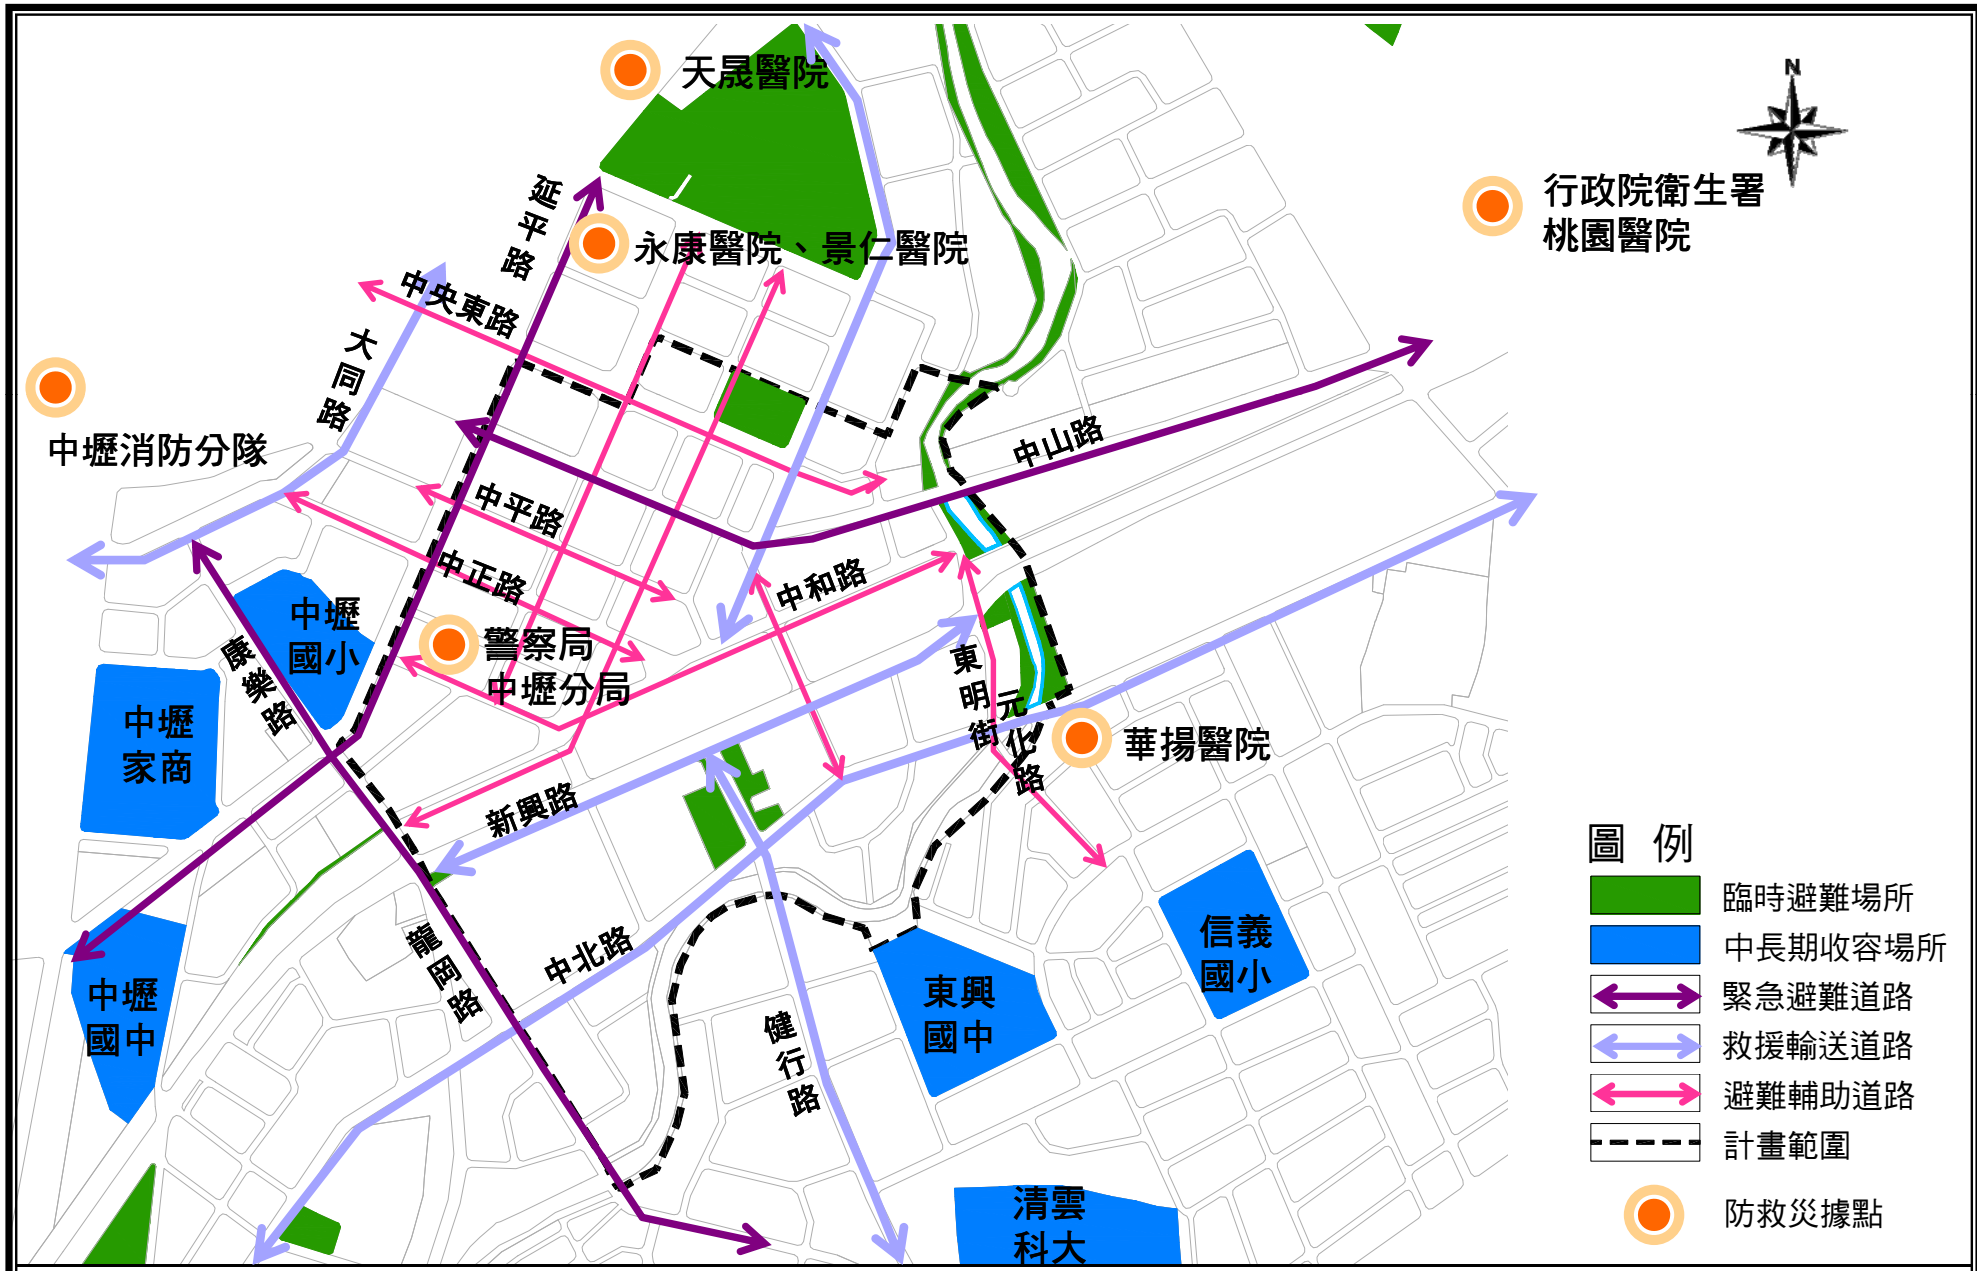 天晟醫院
N
行政院衛生署
桃園醫院
延平路
永康醫院、景仁醫院
中央東路
大同路
中壢消防分隊
中山路
中平路
中正路
中和路
中壢
國小
警察局
中壢分局
康樂路
東明街
元化路
中壢
家商
華揚醫院
新興路
圖 例
臨時避難場所
中長期收容場所
緊急避難道路
救援輸送道路
避難輔助道路
計畫範圍
防救災據點
信義
國小
龍岡路
中北路
中壢
國中
東興
國中
健行路
清雲
科大